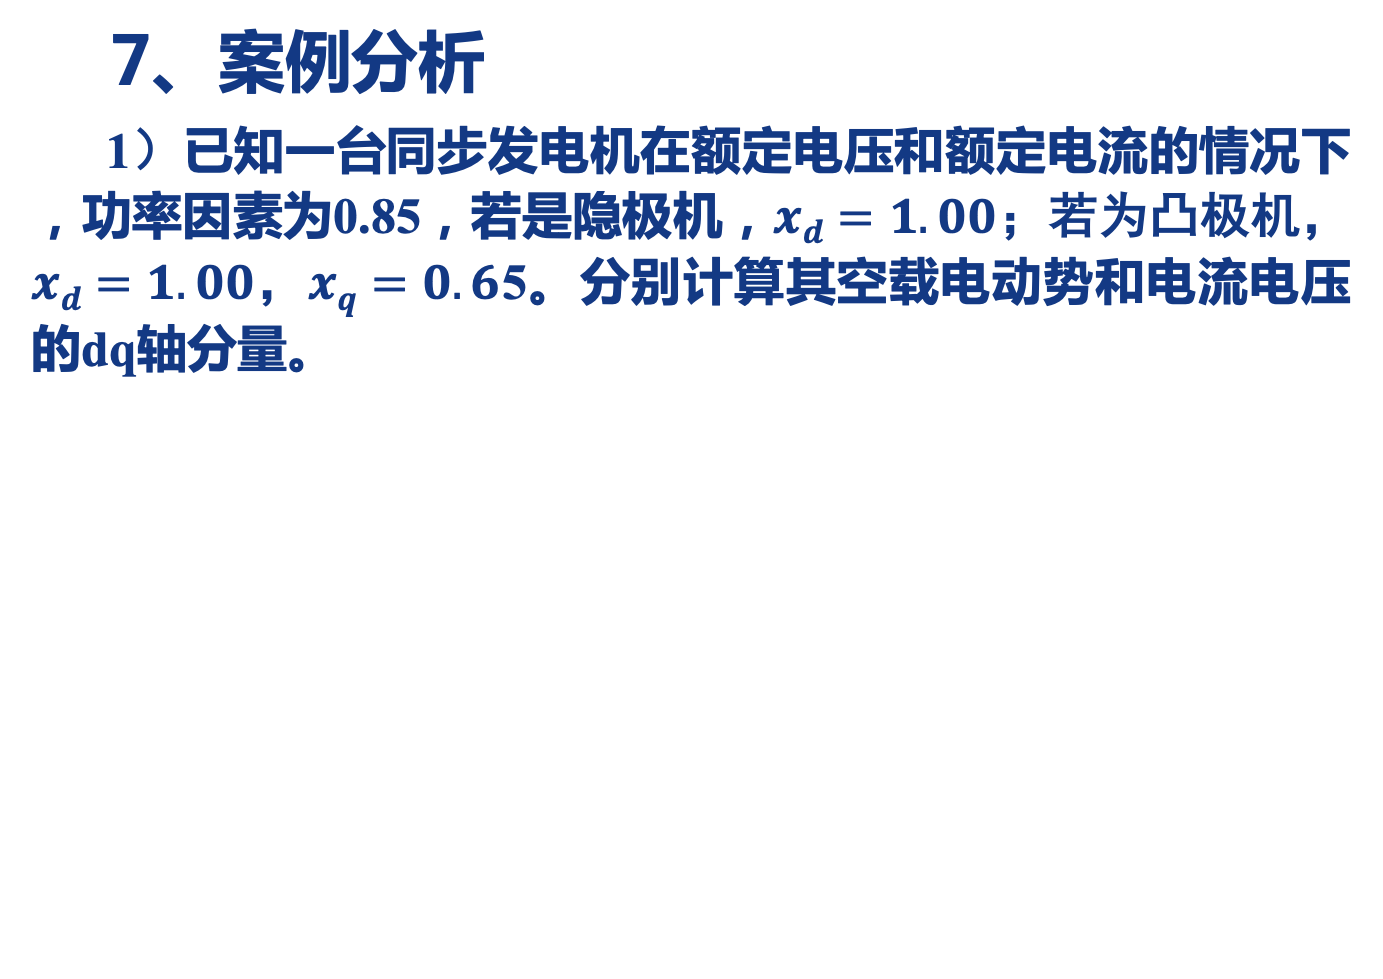 7、案例分析
1）已知一台同步发电机在额定电压和额定电流的情况下
，功率因素为0.85，若是隐极机，x_d = 1.00；若为凸极机，
x_d = 1.00，x_q = 0.65。分别计算其空载电动势和电流电压
的dq轴分量。